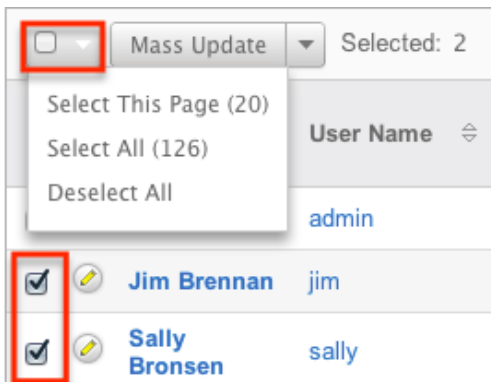 Mass Update Selected: 2
Select This Page (20)
Select All (126)
Deselect All
User Name
admin
Jim Brennan jim
Sally
Bronsen
sally